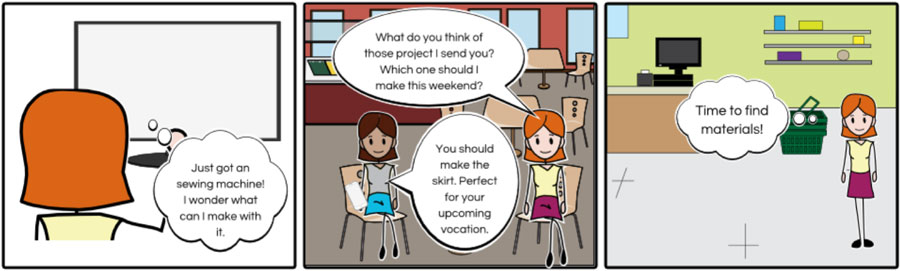 Just got an
sewing machine!
I wonder what
can I make with
it.
What do you think of
those project I send you?
Which one should I
make this weekend?
You should
make the
skirt. Perfect
for your
upcoming
vocation.
Time to find
materials!